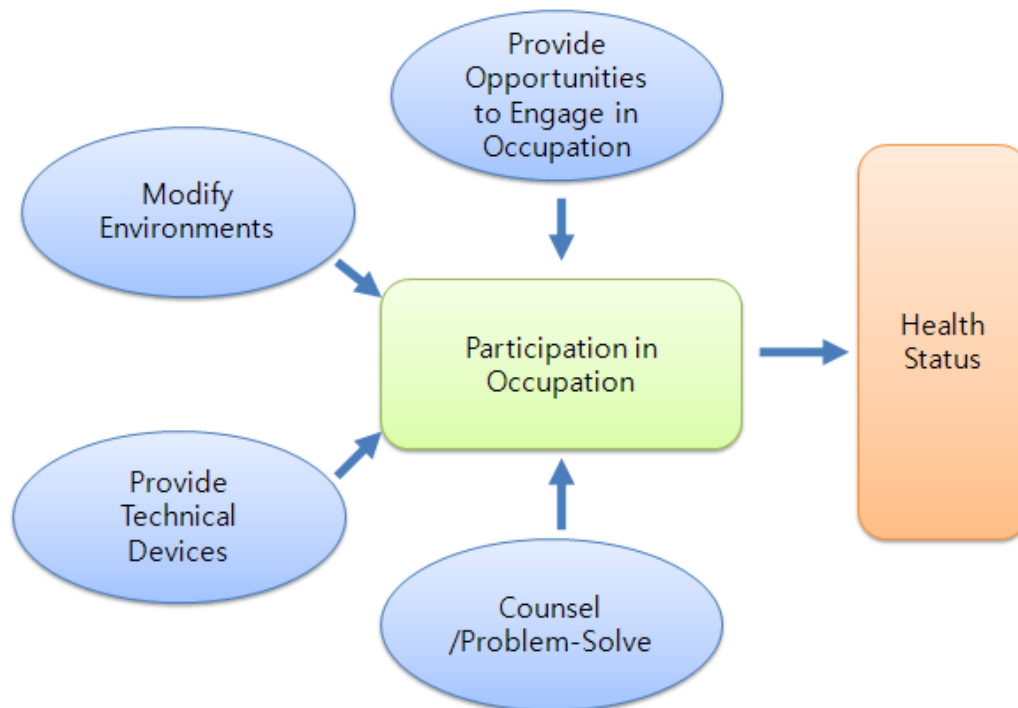 Provide
Opportunities
to Engage in
Occupation
Modify
Environments
Participation in
Occupation
Health
Status
Provide
Technical
Devices
Counsel
/Problem-Solve